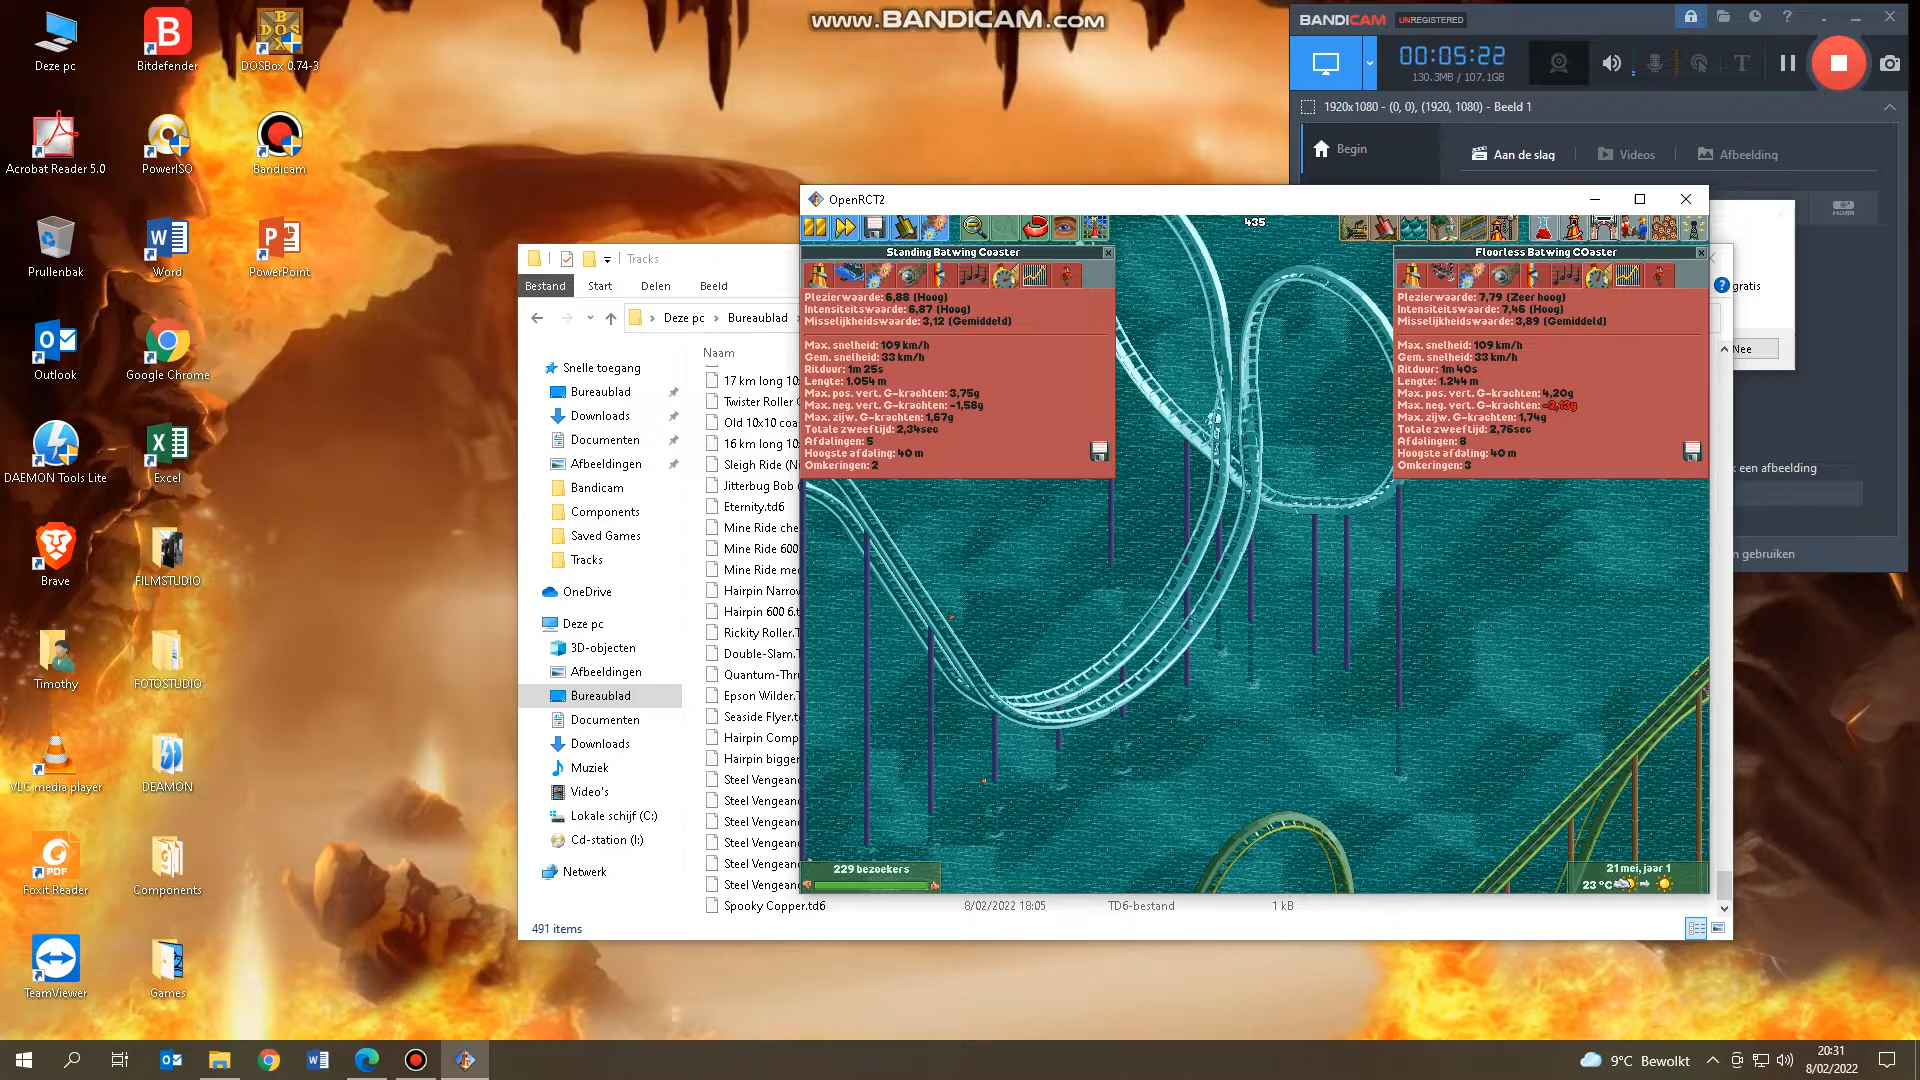 www.BANDICAM.com
Deze pc
Bitdefender
DOSBox 0.74-3
Acrobat Reader 5.0
PowerISO
Bandicam
Prullenbak
Word
PowerPoint
Outlook
Google Chrome
DAEMON Tools Lite
Excel
Brave
FILMSTUDIO
Timothy
FOTOSTUDIO
VLC media player
DEAMON
Foxit Reader
Components
TeamViewer
Games
BANDICAM UNREGISTERED
00:05:22
130.3MB / 107.1GB
1920x1080 - (0, 0), (1920, 1080) - Beeld 1
Begin
Aan de slag
Videos
Afbeelding
HDMI
gratis
Nee
een afbeelding
n gebruiken
Tracks
Bestand Start Delen Beeld
Deze pc > Bureaublad
Naam
Snelle toegang
Bureaublad
Downloads
Documenten
Afbeeldingen
Bandicam
Components
Saved Games
Tracks
OneDrive
Deze pc
3D-objecten
Afbeeldingen
Bureaublad
Documenten
Downloads
Muziek
Video's
Lokale schijf (C:)
Cd-station (I:)
Netwerk
17 km long 10
Twister Roller C
Old 10x10 coa
16 km long 10
Sleigh Ride (Ni
Jitterbug Bob (
Eternity.td6
Mine Ride che
Mine Ride 600
Mine Ride me
Hairpin Narrow
Hairpin 600 6.t
Rickity Roller.T
Double-Slam.T
Quantum-Thr
Epson Wilder.T
Seaside Flyer.t
Hairpin Comp
Hairpin bigger
Steel Vengean
Steel Vengean
Steel Vengean
Steel Vengean
Steel Vengean
Steel Vengean
Spooky Copper.td6 8/02/2022 18:05 TD6-bestand 1 kB
491 items
OpenRCT2
435
Standing Batwing Coaster
Plezierwaarde: 6,88 (Hoog)
Intensiteitswaarde: 6,87 (Hoog)
Misselijkheidswaarde: 3,12 (Gemiddeld)
Max. snelheid: 109 km/h
Gem. snelheid: 33 km/h
Ritduur: 1m 25s
Lengte: 1.054 m
Max. pos. vert. G-krachten: 3,75g
Max. neg. vert. G-krachten: -1,58g
Max. zijw. G-krachten: 1,67g
Totale zweeftijd: 2,34sec
Afdalingen: 5
Hoogste afdaling: 40 m
Omkeringen: 2
Floorless Batwing COaster
Plezierwaarde: 7,79 (Zeer hoog)
Intensiteitswaarde: 7,46 (Hoog)
Misselijkheidswaarde: 3,89 (Gemiddeld)
Max. snelheid: 109 km/h
Gem. snelheid: 33 km/h
Ritduur: 1m 40s
Lengte: 1.244 m
Max. pos. vert. G-krachten: 4,20g
Max. neg. vert. G-krachten: -2,13g
Max. zijw. G-krachten: 1,74g
Totale zweeftijd: 2,76sec
Afdalingen: 8
Hoogste afdaling: 40 m
Omkeringen: 3
229 bezoekers
21 mei, jaar 1
23 °C
9°C Bewolkt
20:31
8/02/2022